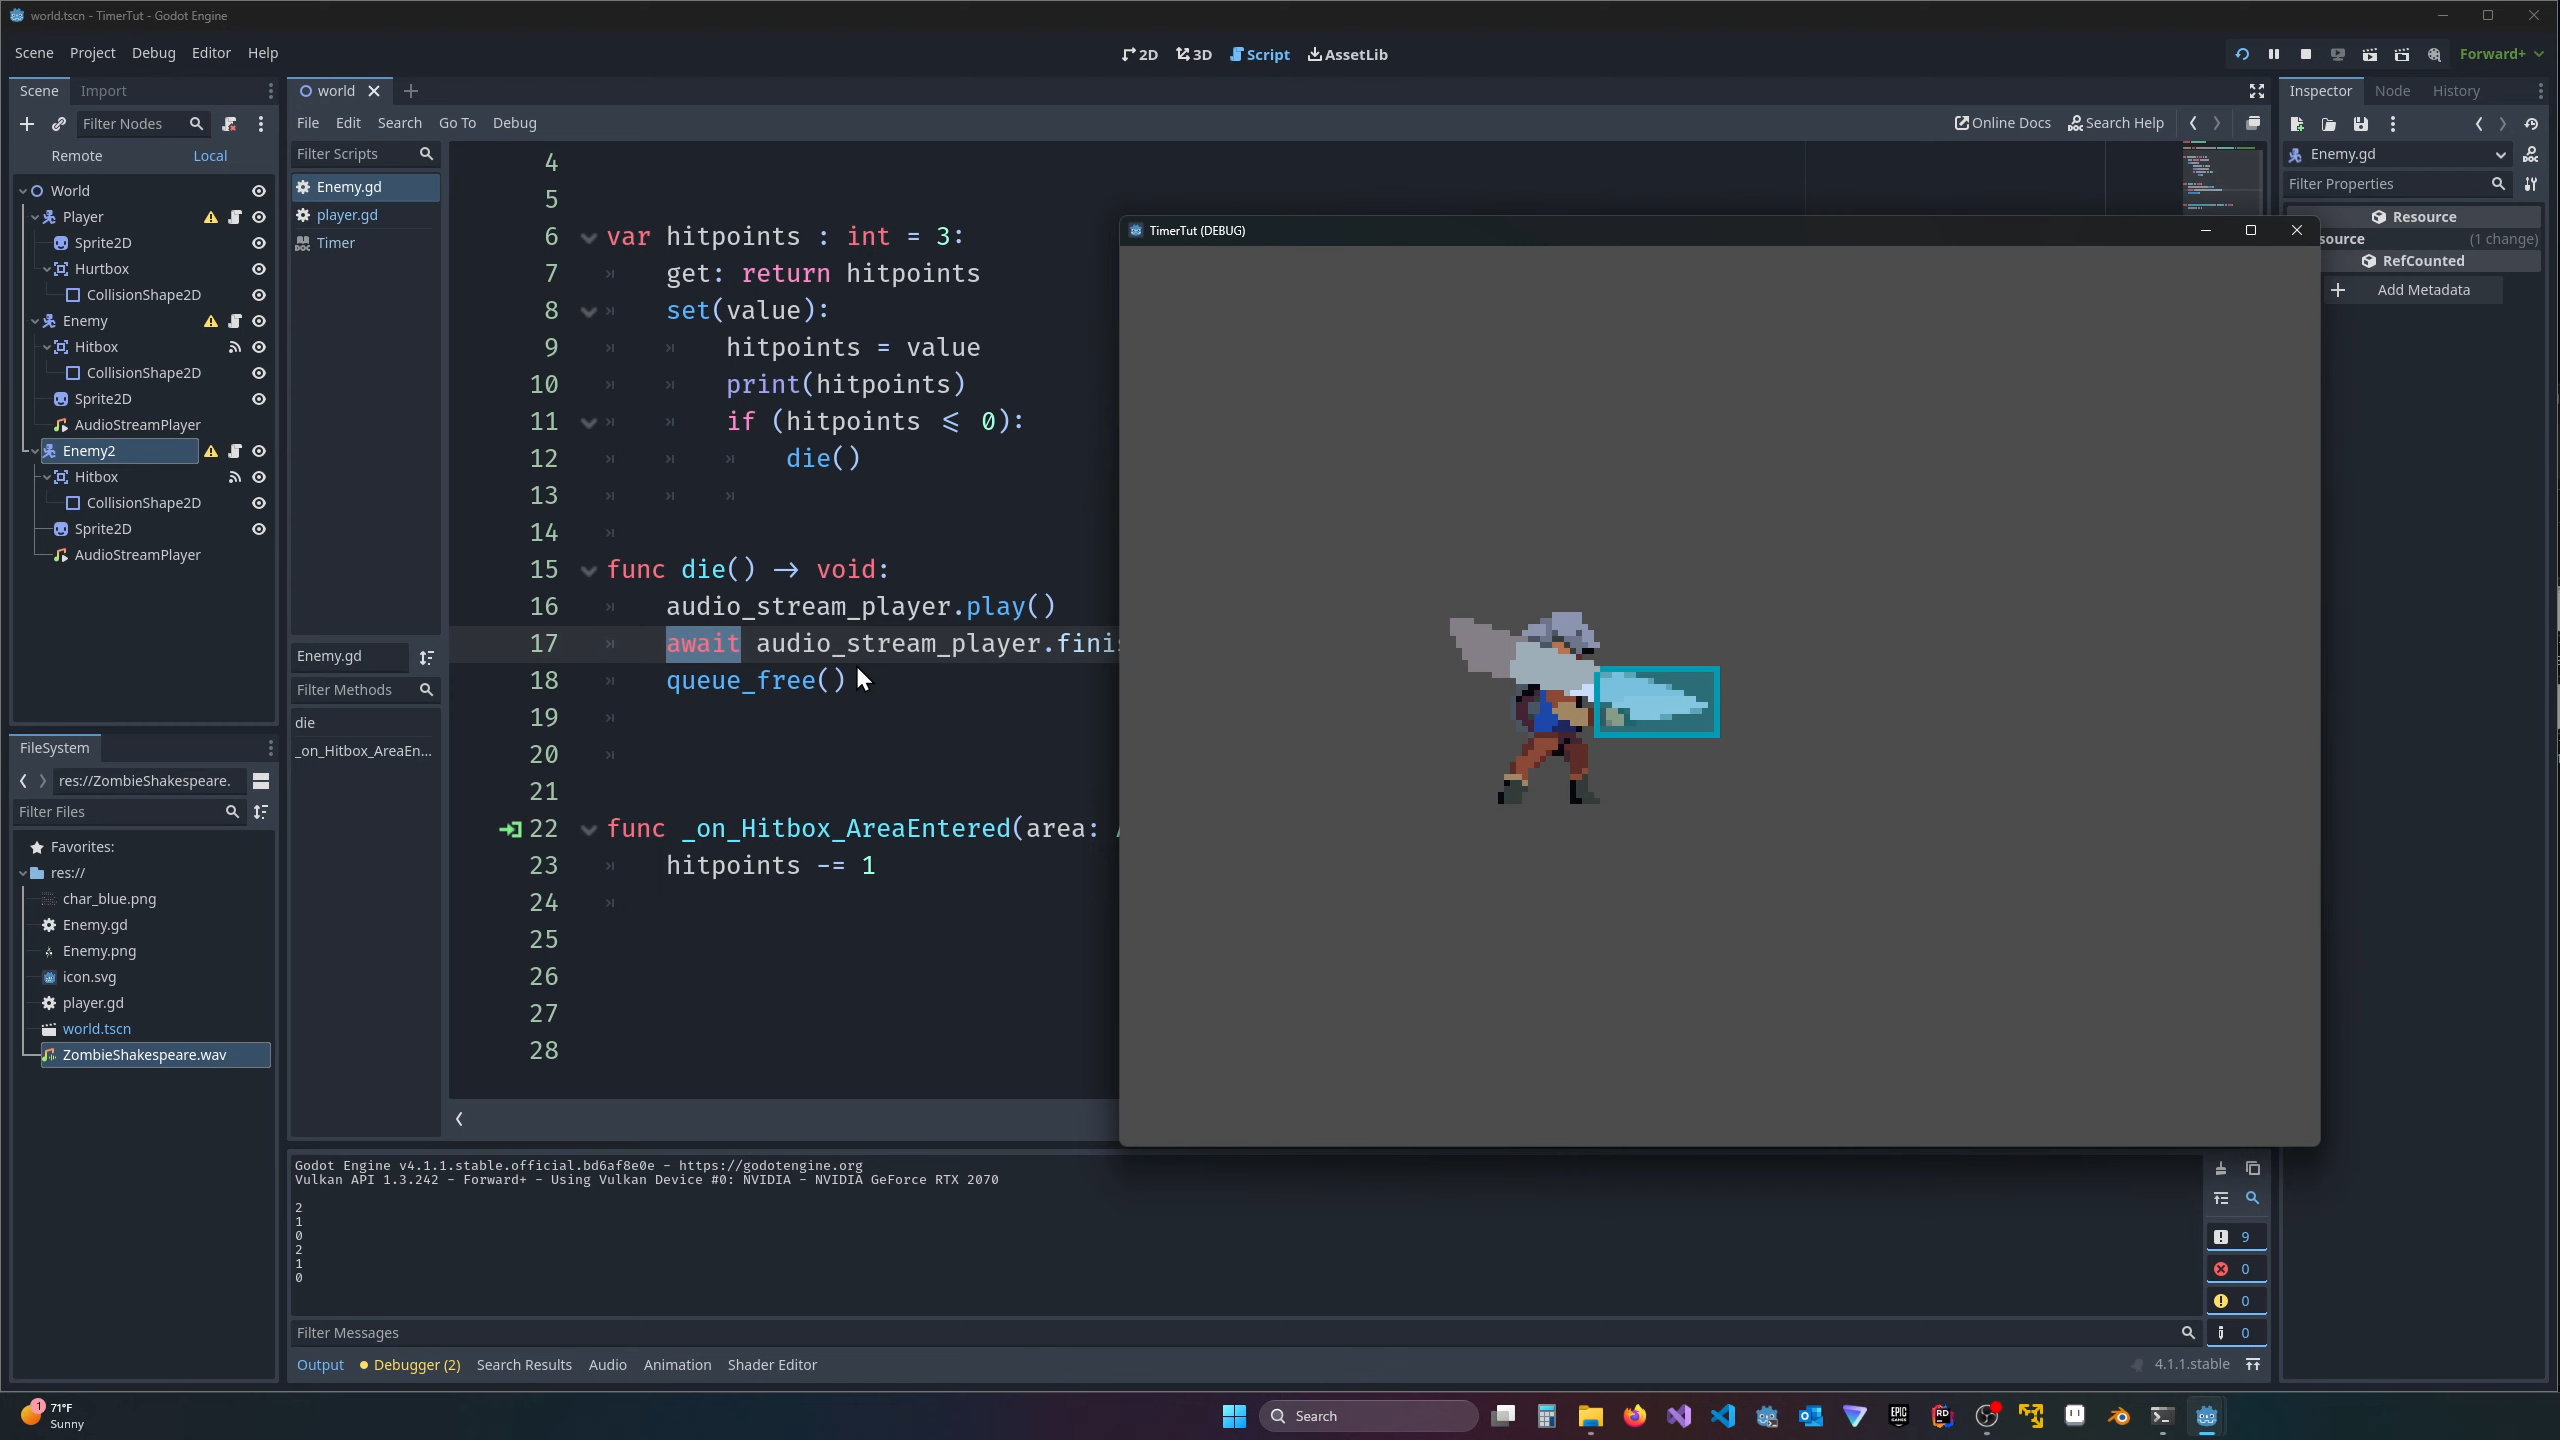 world.tscn - TimerTut - Godot Engine
Scene Project Debug Editor Help
2D 3D Script AssetLib
Forward+
Scene Import
Filter Nodes
Remote Local
World
Player
Sprite2D
Hurtbox
CollisionShape2D
Enemy
Hitbox
CollisionShape2D
Sprite2D
AudioStreamPlayer
Enemy2
Hitbox
CollisionShape2D
Sprite2D
AudioStreamPlayer
FileSystem
res://ZombieShakespeare.
Filter Files
Favorites:
res://
char_blue.png
Enemy.gd
Enemy.png
icon.svg
player.gd
world.tscn
ZombieShakespeare.wav
world
File Edit Search Go To Debug
Online Docs Search Help
Filter Scripts
Enemy.gd
player.gd
Timer
Enemy.gd
Filter Methods
die
_on_Hitbox_AreaEn...
4
5
6 var hitpoints : int = 3:
7 get: return hitpoints
8 set(value):
9 hitpoints = value
10 print(hitpoints)
11 if (hitpoints <= 0):
12 die()
13
14
15 func die() -> void:
16 audio_stream_player.play()
17 await audio_stream_player.finis
18 queue_free()
19
20
21
22 func _on_Hitbox_AreaEntered(area:
23 hitpoints -= 1
24
25
26
27
28
TimerTut (DEBUG)
Inspector Node History
Enemy.gd
Filter Properties
Resource
source (1 change)
RefCounted
Add Metadata
Godot Engine v4.1.1.stable.official.bd6af8e0e - https://godotengine.org
Vulkan API 1.3.242 - Forward+ - Using Vulkan Device #0: NVIDIA - NVIDIA GeForce RTX 2070
2
1
0
2
1
0
9
0
0
0
Filter Messages
Output Debugger (2) Search Results Audio Animation Shader Editor
4.1.1.stable
1
71°F
Sunny
Search
EPIC
RD